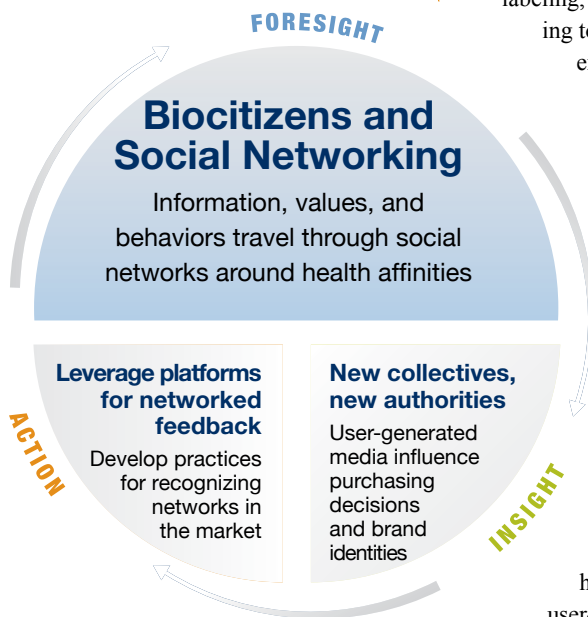 labeling,
ing to
FORESIGHT
Biocitizens and
Social Networking
Information, values, and
behaviors travel through social
networks around health affinities
Leverage platforms
for networked
feedback
Develop practices
for recognizing
networks in
the market
ACTION
New collectives,
new authorities
User-generated
media influence
purchasing
decisions
and brand
identities
INSIGHT
h
user-